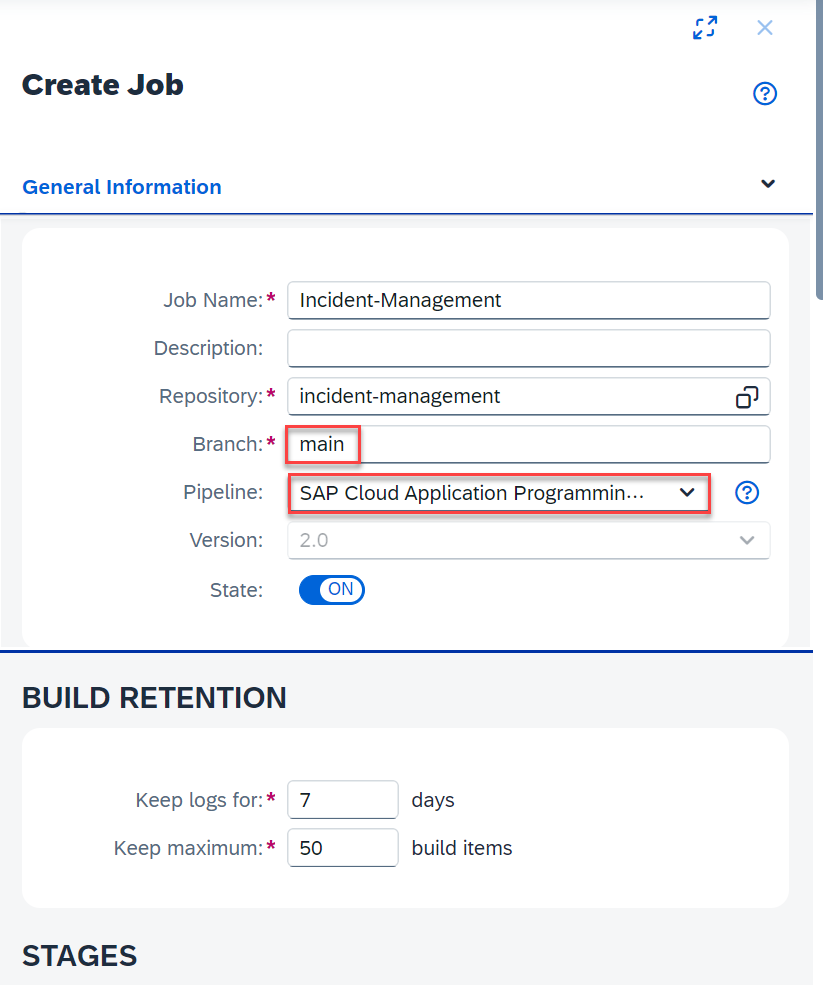 Create Job
General Information
Job Name:* Incident-Management
Description:
Repository:* incident-management
Branch:* main
Pipeline: SAP Cloud Application Programmin...
Version: 2.0
State: ON
BUILD RETENTION
Keep logs for:* 7 days
Keep maximum:* 50 build items
STAGES